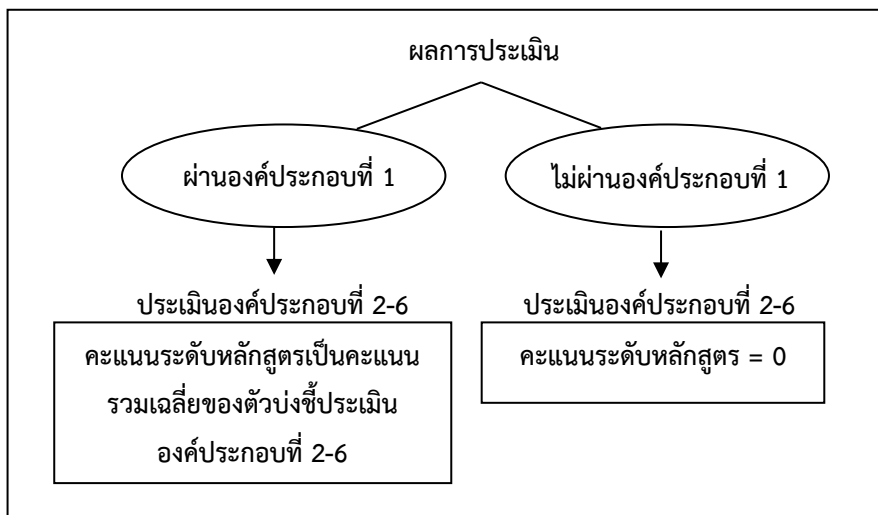 ผลการประเมิน
ผ่านองค์ประกอบที่ 1
ไม่ผ่านองค์ประกอบที่ 1
ประเมินองค์ประกอบที่ 2-6
ประเมินองค์ประกอบที่ 2-6
คะแนนระดับหลักสูตรเป็นคะแนน
รวมเฉลี่ยของตัวบ่งชี้ประเมิน
องค์ประกอบที่ 2-6
คะแนนระดับหลักสูตร = 0